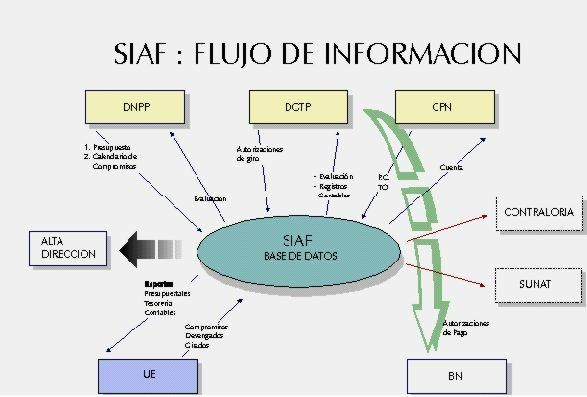 SIAF : FLUJO DE INFORMACION
DNPP
DGTP
CPN
1. Presupuesto
2. Calendario de
Compromisos
Autorizaciones
de giro
- Evaluación
- Registros
Contables
P.C.
TO
Cuenta
Evaluacion
CONTRALORIA
SIAF
BASE DE DATOS
ALTA
DIRECCION
SUNAT
Reportes
Presupuestales
Tesoreria
Contables
Compromisos
Devengados
Girados
Autorizaciones
de Pago
UE
BN